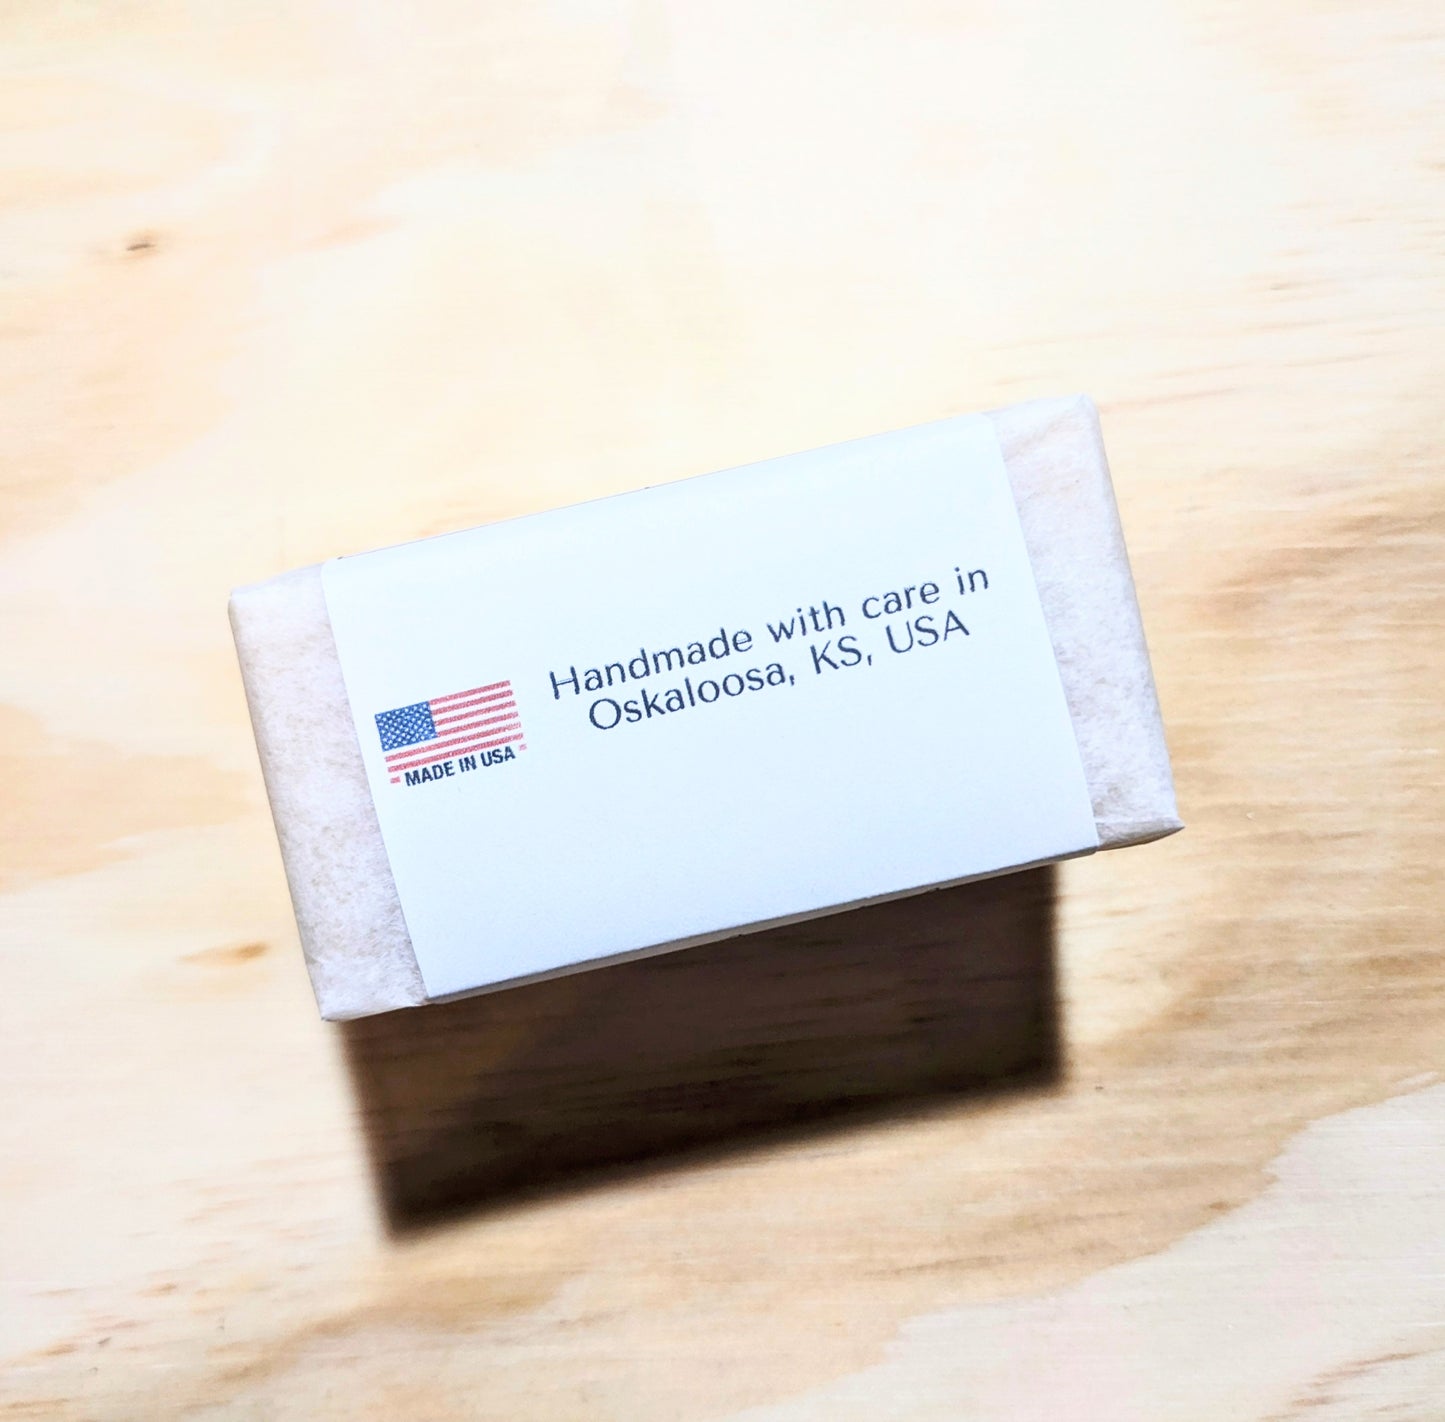 Handmade with care in
Oskaloosa, KS, USA
MADE IN USA